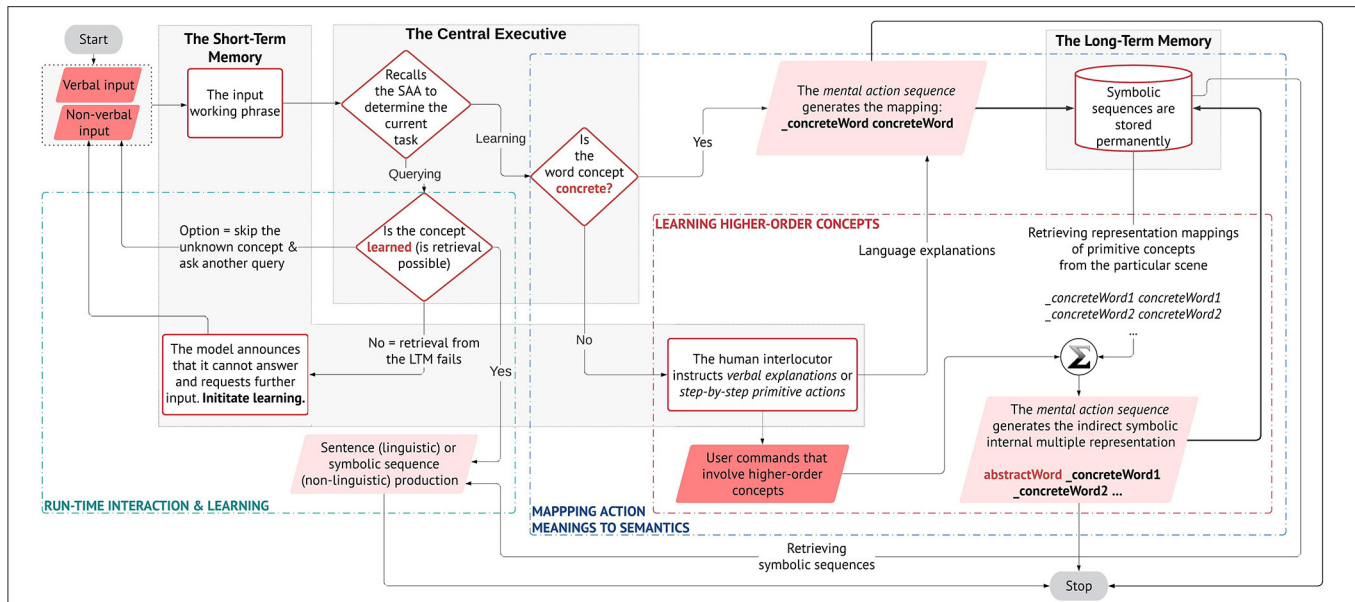 Start
Verbal input
Non-verbal
input
The Short-Term
Memory
The input
working phrase
The Central Executive
Recalls
the SAA to
determine the
current
task
Learning
Querying
Is
the
word concept
concrete?
Yes
The mental action sequence
generates the mapping:
_concreteWord concreteWord
The Long-Term Memory
Symbolic
sequences are
stored
permanently
Option = skip the
unknown concept &
ask another query
Is the concept
learned (is retrieval
possible)
No = retrieval from
the LTM fails
Yes
No
The model announces
that it cannot answer
and requests further
input. Inititate learning.
Sentence (linguistic) or
symbolic sequence
(non-linguistic) production
RUN-TIME INTERACTION & LEARNING
LEARNING HIGHER-ORDER CONCEPTS
Language explanations
Retrieving representation mappings
of primitive concepts
from the particular scene
_concreteWord1 concreteWord1
_concreteWord2 concreteWord2
...
Σ
The human interlocutor
instructs verbal explanations or
step-by-step primitive actions
User commands that
involve higher-order
concepts
The mental action sequence
generates the indirect symbolic
internal multiple representation
abstractWord _concreteWord1
_concreteWord2 ...
MAPPPING ACTION
MEANINGS TO SEMANTICS
Retrieving
symbolic sequences
Stop